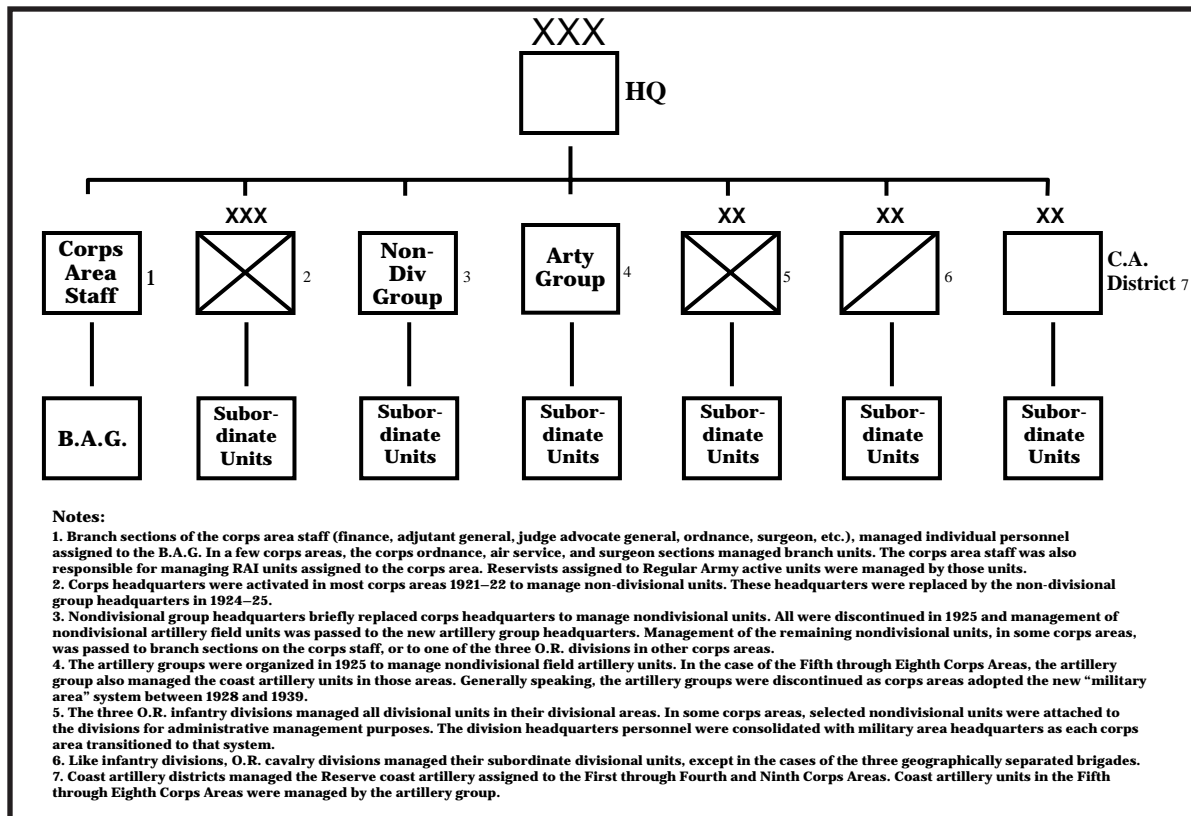 XXX
HQ
XXX
XX
XX
XX
Corps
Area
Staff
1
2
Non-
Div
Group
3
Arty
Group
4
5
6
C.A.
District 7
B.A.G.
Subor-
dinate
Units
Subor-
dinate
Units
Subor-
dinate
Units
Subor-
dinate
Units
Subor-
dinate
Units
Subor-
dinate
Units
Notes:
1. Branch sections of the corps area staff (finance, adjutant general, judge advocate general, ordnance, surgeon, etc.), managed individual personnel
assigned to the B.A.G. In a few corps areas, the corps ordnance, air service, and surgeon sections managed branch units. The corps area staff was also
responsible for managing RAI units assigned to the corps area. Reservists assigned to Regular Army active units were managed by those units.
2. Corps headquarters were activated in most corps areas 1921–22 to manage non-divisional units. These headquarters were replaced by the non-divisional
group headquarters in 1924–25.
3. Nondivisional group headquarters briefly replaced corps headquarters to manage nondivisional units. All were discontinued in 1925 and management of
nondivisional artillery field units was passed to the new artillery group headquarters. Management of the remaining nondivisional units, in some corps areas,
was passed to branch sections on the corps staff, or to one of the three O.R. divisions in other corps areas.
4. The artillery groups were organized in 1925 to manage nondivisional field artillery units. In the case of the Fifth through Eighth Corps Areas, the artillery
group also managed the coast artillery units in those areas. Generally speaking, the artillery groups were discontinued as corps areas adopted the new “military
area” system between 1928 and 1939.
5. The three O.R. infantry divisions managed all divisional units in their divisional areas. In some corps areas, selected nondivisional units were attached to
the divisions for administrative management purposes. The division headquarters personnel were consolidated with military area headquarters as each corps
area transitioned to that system.
6. Like infantry divisions, O.R. cavalry divisions managed their subordinate divisional units, except in the cases of the three geographically separated brigades.
7. Coast artillery districts managed the Reserve coast artillery assigned to the First through Fourth and Ninth Corps Areas. Coast artillery units in the Fifth
through Eighth Corps Areas were managed by the artillery group.